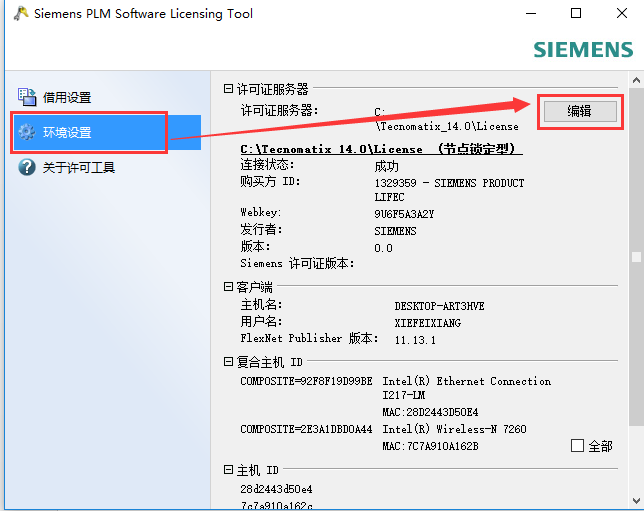 Siemens PLM Software Licensing Tool
SIEMENS
借用设置
环境设置
关于许可工具
许可证服务器
许可证服务器:
C:
\Tecnomatix_14.0\License
编辑
C:\Tecnomatix_14.0\License (节点锁定型)
连接状态:
成功
购买方 ID:
1329359 - SIEMENS PRODUCT
LIFEC
Webkey:
9U6F5A3A2Y
发行者:
SIEMENS
版本:
0.0
Siemens 许可证版本:
客户端
主机名:
DESKTOP-ART3HVE
用户名:
XIEFEIXIANG
FlexNet Publisher 版本:
11.13.1
复合主机 ID
COMPOSITE=92F8F19D99BE
Intel(R) Ethernet Connection
I217-LM
MAC:28D2443D50E4
COMPOSITE=2E3A1DBD0A44
Intel(R) Wireless-N 7260
MAC:7C7A910A162B
全部
主机 ID
28d2443d50e4
7c7a910a162c